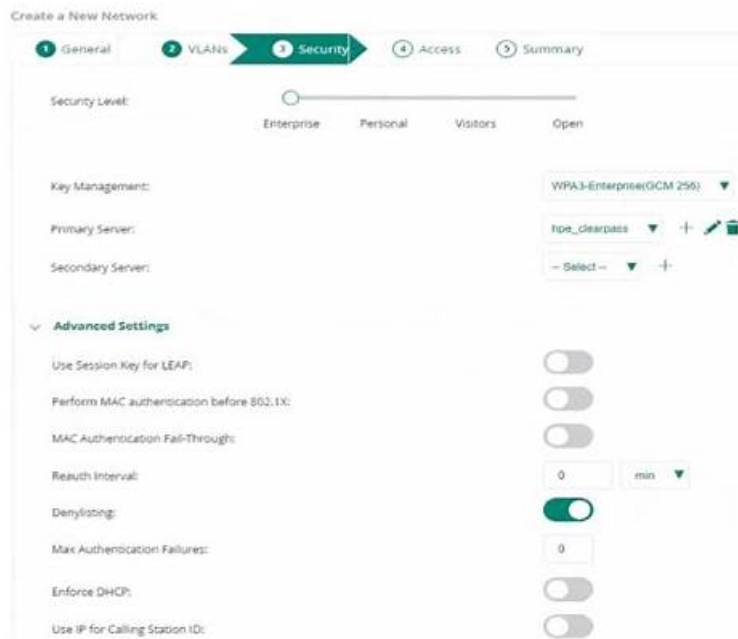 Create a New Network
1 General 2 VLANs 3 Security 4 Access 5 Summary
Security Level:
Enterprise Personal Visitors Open
Key Management: WPA3-Enterprise(GCM 256)
Primary Server: hpe_clearpass
Secondary Server: -- Select --
Advanced Settings
Use Session Key for LEAP:
Perform MAC authentication before 802.1X:
MAC Authentication Fail-Through:
Reauth Interval: 0 min
Denylisting:
Max Authentication Failures: 0
Enforce DHCP:
Use IP for Calling Station ID: